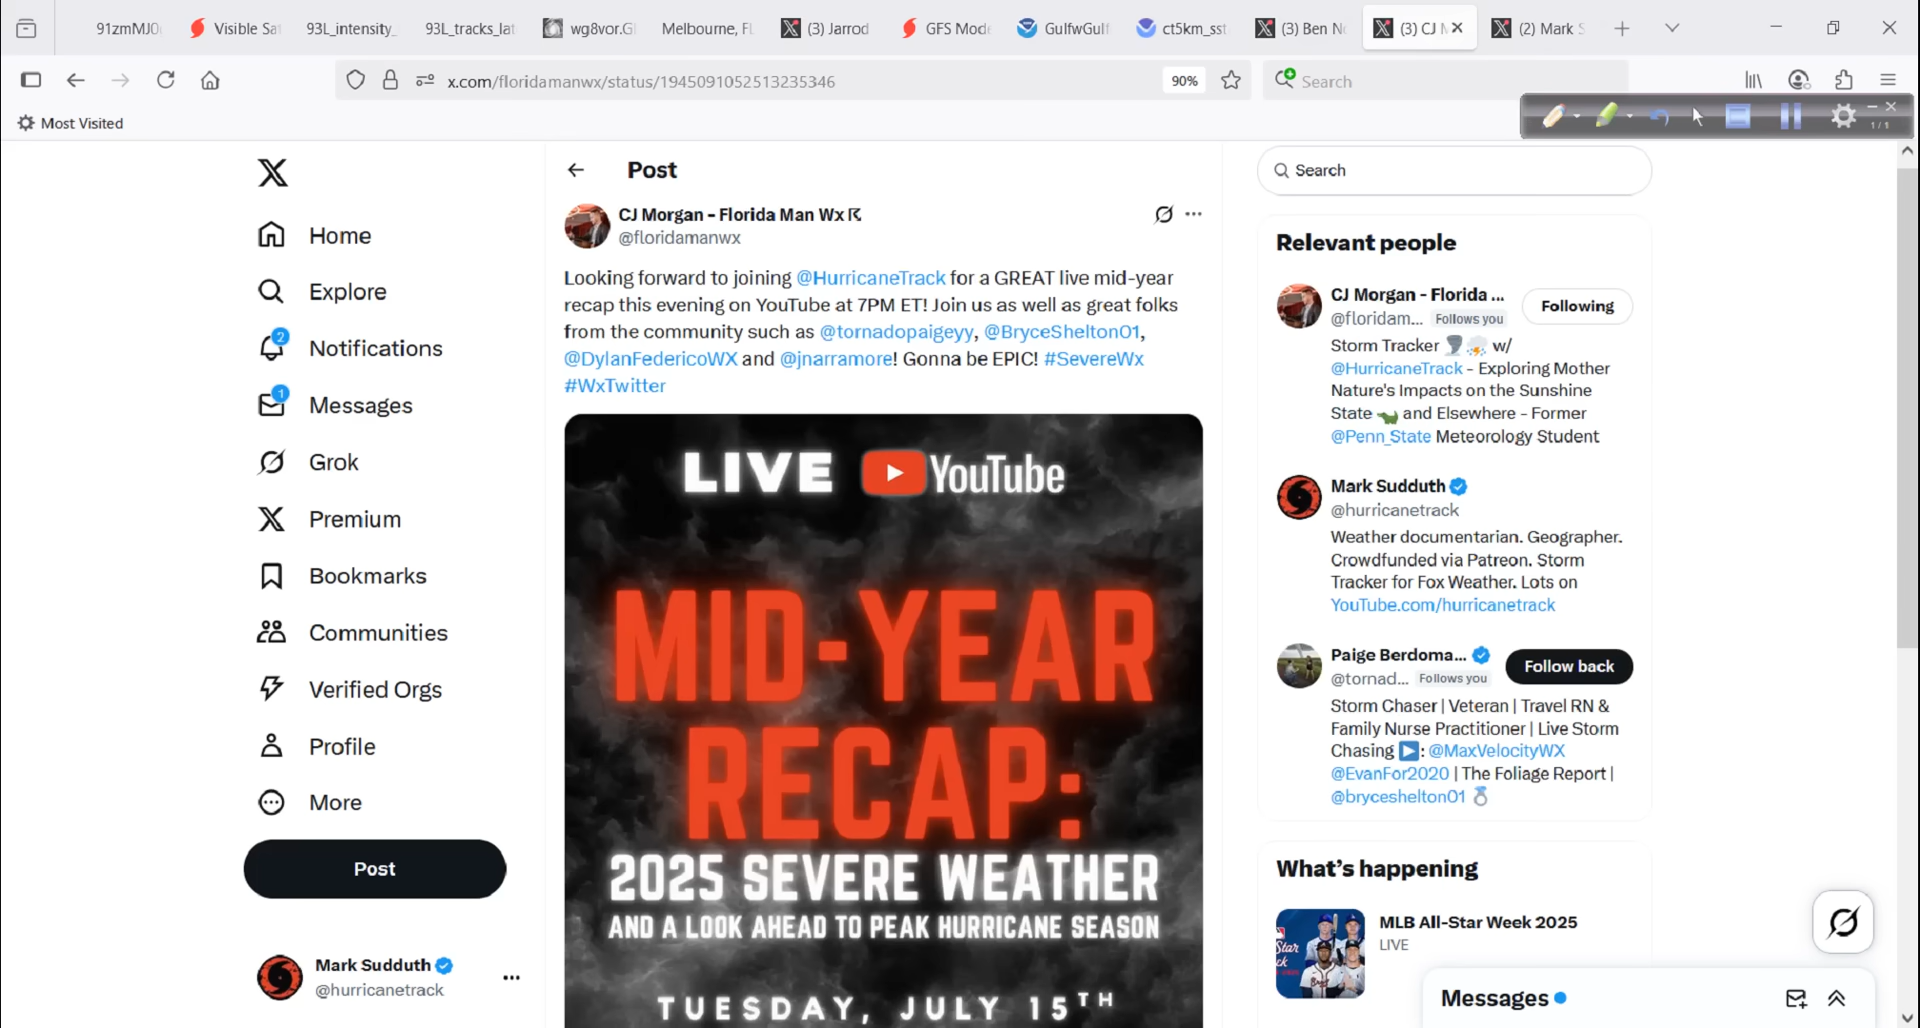 91zmMJ0
Visible Sa
93L_intensity_
93L_tracks_lat
wg8vor.GI
Melbourne, FL
(3) Jarrod
GFS Mode
GulfwGulf
ct5km_sst
(3) Ben N
(3) CJ M
(2) Mark S
x.com/floridamanwx/status/1945091052513235346
90%
Search
Most Visited
1/1
Home
Explore
2
Notifications
1
Messages
Grok
Premium
Bookmarks
Communities
Verified Orgs
Profile
More
Post
Mark Sudduth
@hurricanetrack
Post
CJ Morgan - Florida Man Wx
@floridamanwx
Looking forward to joining @HurricaneTrack for a GREAT live mid-year
recap this evening on YouTube at 7PM ET! Join us as well as great folks
from the community such as @tornadopaigeyy, @BryceShelton01,
@DylanFedericoWX and @jnarramore! Gonna be EPIC! #SevereWx
#WxTwitter
LIVE YouTube
MID-YEAR
RECAP:
2025 SEVERE WEATHER
AND A LOOK AHEAD TO PEAK HURRICANE SEASON
TUESDAY, JULY 15TH
Search
Relevant people
CJ Morgan - Florida ...
@floridam... Follows you
Following
Storm Tracker w/
@HurricaneTrack - Exploring Mother
Nature's Impacts on the Sunshine
State and Elsewhere - Former
@Penn_State Meteorology Student
Mark Sudduth
@hurricanetrack
Weather documentarian. Geographer.
Crowdfunded via Patreon. Storm
Tracker for Fox Weather. Lots on
YouTube.com/hurricanetrack
Paige Berdoma...
@tornad... Follows you
Follow back
Storm Chaser | Veteran | Travel RN &
Family Nurse Practitioner | Live Storm
Chasing : @MaxVelocityWX
@EvanFor2020 | The Foliage Report |
@bryceshelton01
What's happening
MLB All-Star Week 2025
LIVE
Messages